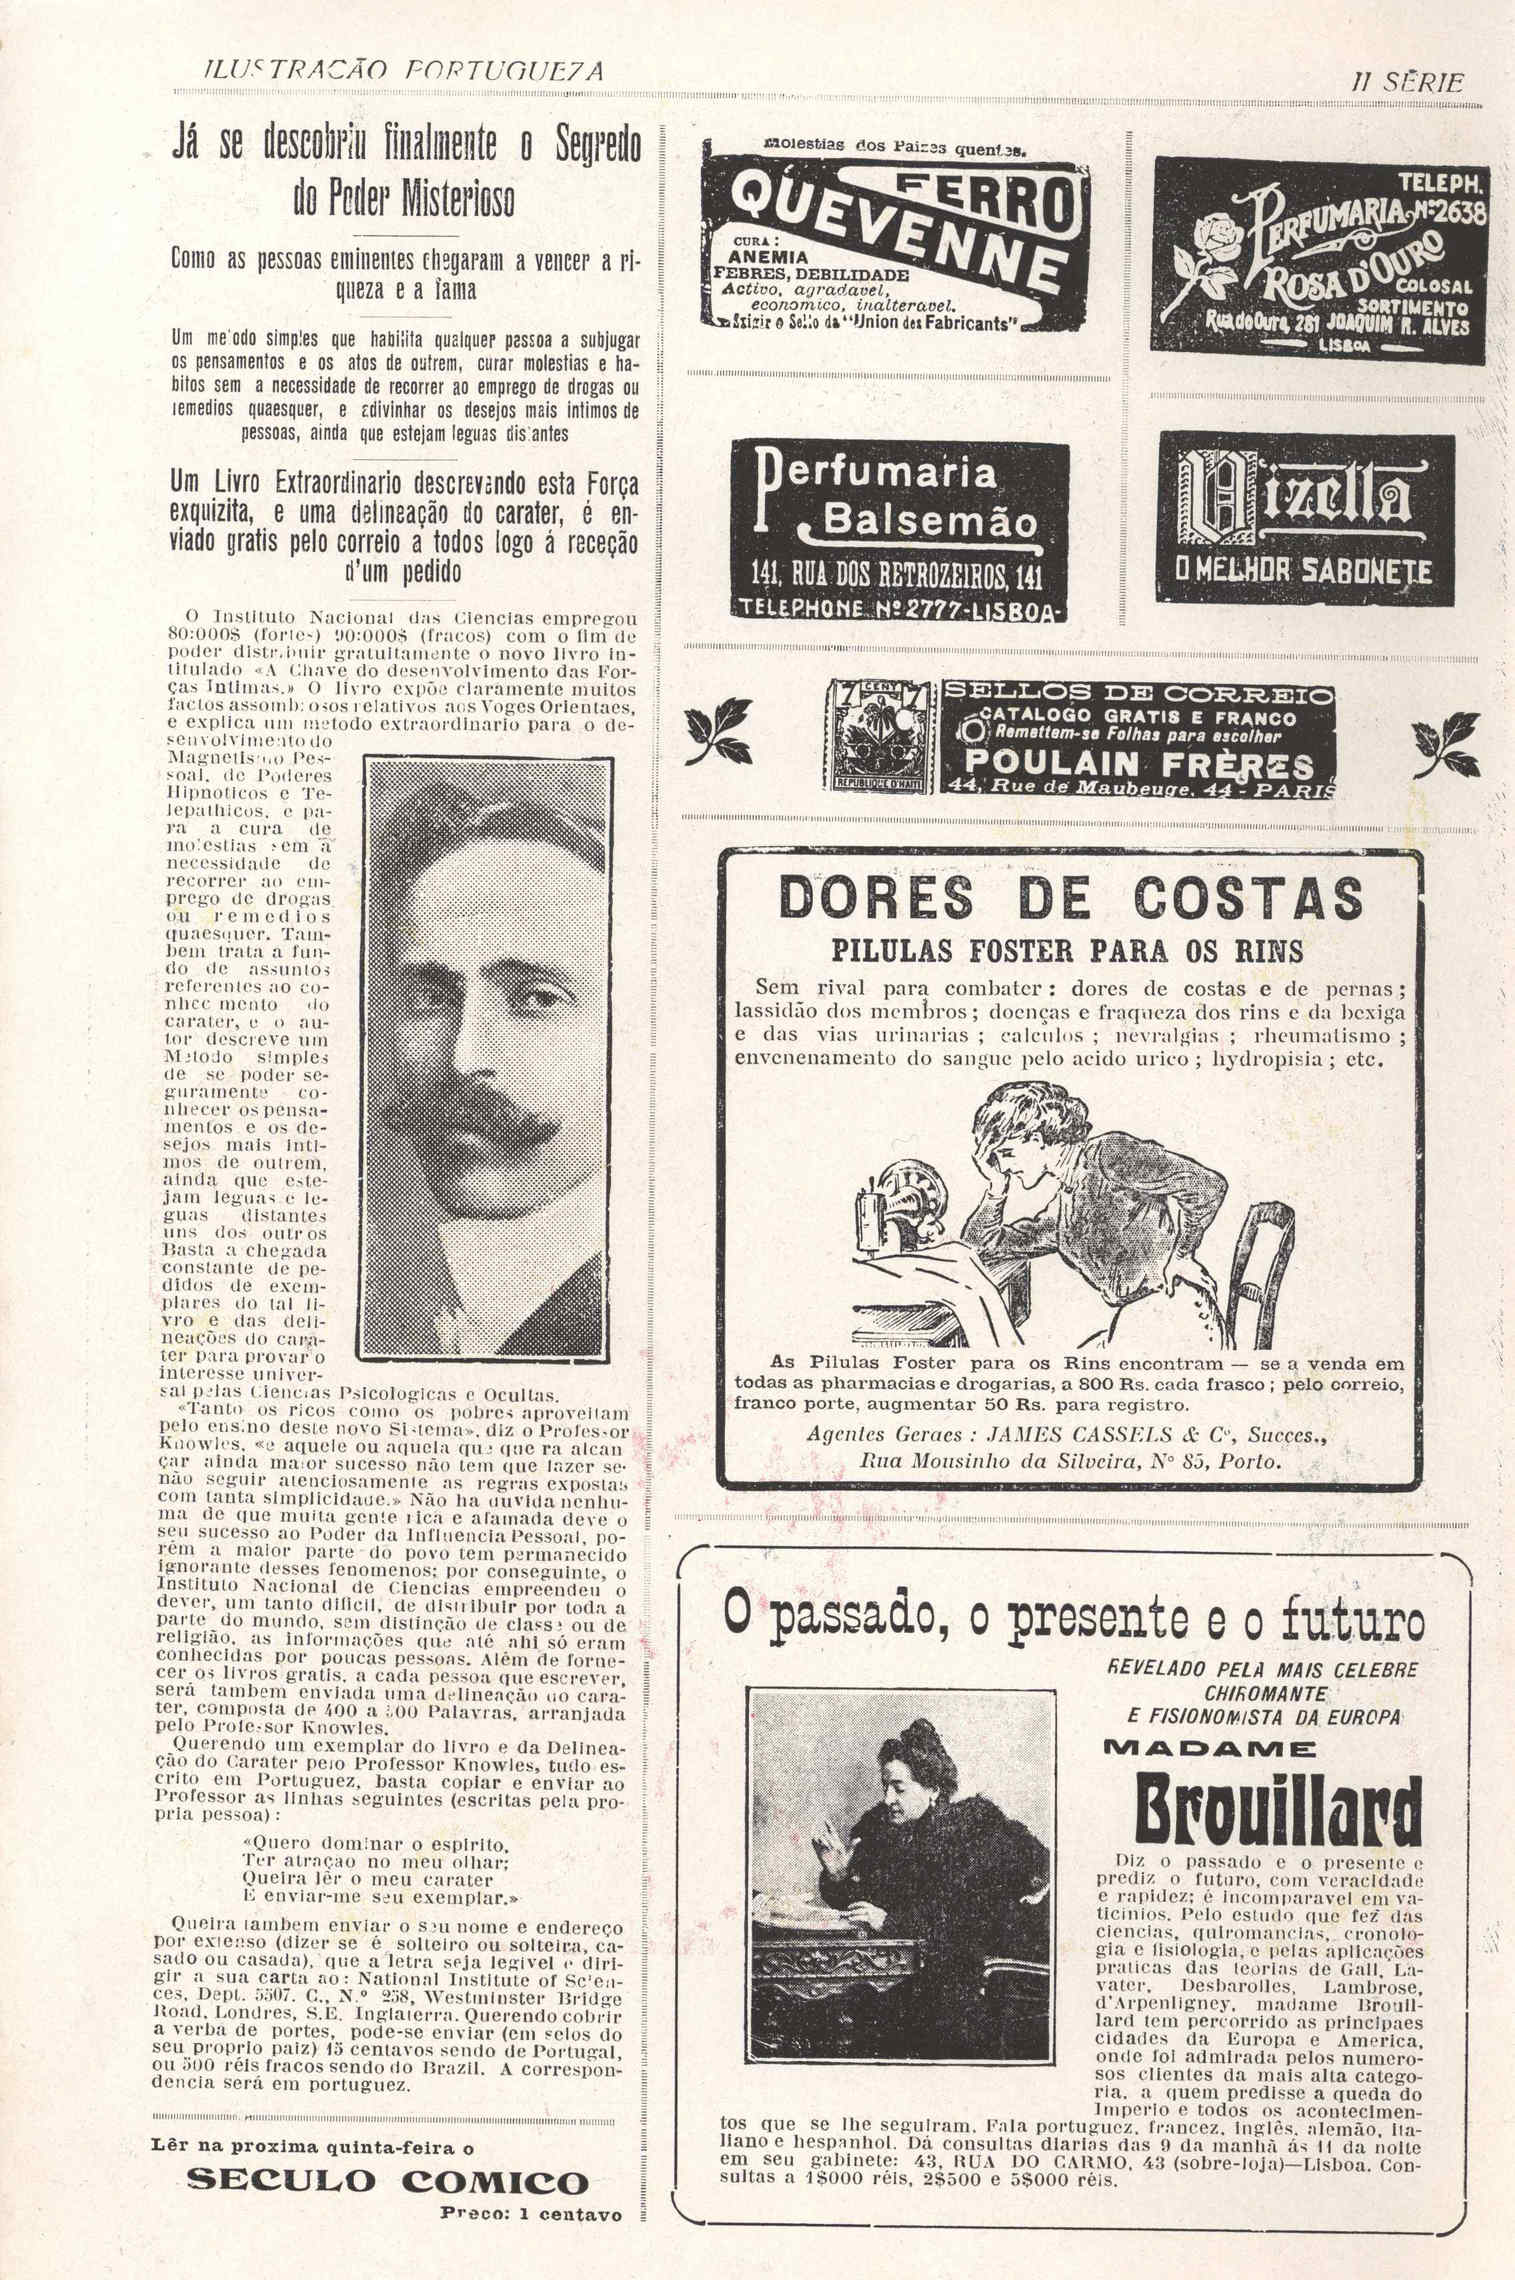 ILUSTRAÇÃO PORTUGUEZA
II SÉRIE
Já se descobriu finalmente o Segredo
do Poder Misterioso
Como as pessoas eminentes chegaram a vencer a ri-
queza e a fama
Um metodo simples que habilita qualquer pessoa a subjugar
os pensamentos e os atos de outrem, curar molestias e ha-
bitos sem a necessidade de recorrer ao emprego de drogas ou
remedios quaesquer, e adivinhar os desejos mais intimos de
pessoas, ainda que estejam leguas distantes
Um Livro Extraordinario descrevendo esta Força
exquizita, e uma delineação do carater, é en-
viado gratis pelo correio a todos logo á receção
d'um pedido
O Instituto Nacional das Ciencias empregou
80:000$ (fortes) 90:000$ (fracos) com o fim de
poder distribuir gratuitamente o novo livro in-
titulado «A Chave do desenvolvimento das For-
ças Intimas.» O livro expõe claramente muitos
factos assombrosos relativos aos Yoges Orientaes,
e explica um metodo extraordinario para o de-
senvolvimento do
Magnetismo Pes-
soal, de Poderes
Hipnoticos e Te-
lepathicos, e pa-
ra a cura de
molestias sem a
necessidade de
recorrer ao em-
prego de drogas
ou remedios
quaesquer. Tam-
bem trata a fun-
do de assuntos
referentes ao co-
nhecimento do
carater, e o au-
tor descreve um
Metodo simples
de se poder se-
guramente co-
nhecer os pensa-
mentos e os de-
sejos mais inti-
mos de outrem,
ainda que este-
jam leguas e le-
guas distantes
uns dos outros
Basta a chegada
constante de pe-
didos de exem-
plares do tal li-
vro e das deli-
neações do cara-
ter para provar o
interesse univer-
sal pelas Ciencias Psicologicas e Ocultas.
«Tanto os ricos como os pobres aproveitam
pelo ensino deste novo Sistema», diz o Professor
Knowles, «e aquele ou aquela que queira alcan
çar ainda maior sucesso não tem que fazer se-
não seguir atenciosamente as regras expostas
com tanta simplicidade.» Não ha duvida nenhu-
ma de que muita gente rica e afamada deve o
seu sucesso ao Poder da Influencia Pessoal, po-
rêm a maior parte do povo tem permanecido
ignorante desses fenomenos; por conseguinte, o
Instituto Nacional de Ciencias empreendeu o
dever, um tanto dificil, de distribuir por toda a
parte do mundo, sem distinção de classe ou de
religião, as informações que até ahi só eram
conhecidas por poucas pessoas. Além de forne-
cer os livros gratis, a cada pessoa que escrever,
será tambem enviada uma delineação do cara-
ter, composta de 400 a 500 Palavras, arranjada
pelo Professor Knowles.
Querendo um exemplar do livro e da Delinea-
ção do Carater pelo Professor Knowles, tudo es-
crito em Portuguez, basta copiar e enviar ao
Professor as linhas seguintes (escritas pela pro-
pria pessoa):
«Quero dominar o espirito,
Ter atração no meu olhar;
Queira lêr o meu carater
E enviar-me seu exemplar.»
Queira tambem enviar o seu nome e endereço
por extenso (dizer se é solteiro ou solteira, ca-
sado ou casada), que a letra seja legivel e diri-
gir a sua carta ao: National Institute of Scien-
ces, Dept. 5507. C., N.º 258, Westminster Bridge
Road, Londres, S.E. Inglaterra. Querendo cobrir
a verba de portes, pode-se enviar (em selos do
seu proprio paiz) 15 centavos sendo de Portugal,
ou 500 réis fracos sendo do Brazil. A correspon-
dencia será em portuguez.
Lêr na proxima quinta-feira o
SECULO COMICO
Preço: 1 centavo
Molestias dos Paizes quentes.
FERRO
QUEVENNE
CURA:
ANEMIA
FEBRES, DEBILIDADE
Activo, agradavel,
economico, inalteravel.
Exigir o Sello da "Union des Fabricants"
TELEPH.
Nº 2638
PERFUMARIA
ROSA D'OURO
COLOSAL
SORTIMENTO
Rua do Ouro, 281 JOAQUIM R. ALVES
LISBOA
Perfumaria
Balsemão
141, RUA DOS RETROZEIROS, 141
TELEPHONE Nº 2777-LISBOA
Vizella
O MELHOR SABONETE
7 CENT 7
REPUBLIQUE D'HAITI
SELLOS DE CORREIO
CATALOGO GRATIS E FRANCO
Remettem-se Folhas para escolher
POULAIN FRÈRES
44, Rue de Maubeuge, 44 - PARIS
DORES DE COSTAS
PILULAS FOSTER PARA OS RINS
Sem rival para combater: dores de costas e de pernas;
lassidão dos membros; doenças e fraqueza dos rins e da bexiga
e das vias urinarias; calculos; nevralgias; rheumatismo;
envenenamento do sangue pelo acido urico; hydropisia; etc.
As Pilulas Foster para os Rins encontram — se a venda em
todas as pharmacias e drogarias, a 800 Rs. cada frasco; pelo correio,
franco porte, augmentar 50 Rs. para registro.
Agentes Geraes: JAMES CASSELS & Cº, Succes.,
Rua Mousinho da Silveira, Nº 85, Porto.
O passado, o presente e o futuro
REVELADO PELA MAIS CELEBRE
CHIROMANTE
E FISIONOMISTA DA EUROPA
MADAME
Brouillard
Diz o passado e o presente e
prediz o futuro, com veracidade
e rapidez; é incomparavel em va-
ticinios. Pelo estudo que fez das
ciencias, quiromancias, cronolo-
gia e fisiologia, e pelas aplicações
praticas das teorias de Gall, La-
vater, Desbarolles, Lambrose,
d'Arpenligney, madame Brouil-
lard tem percorrido as principaes
cidades da Europa e America,
onde foi admirada pelos numero-
sos clientes da mais alta catego-
ria, a quem predisse a queda do
Imperio e todos os acontecimen-
tos que se lhe seguiram. Fala portuguez, francez, inglês, alemão, ita-
liano e hespanhol. Dá consultas diarias das 9 da manhã ás 11 da noite
em seu gabinete: 43, RUA DO CARMO, 43 (sobre-loja)—Lisboa. Con-
sultas a 1$000 réis, 2$500 e 5$000 réis.